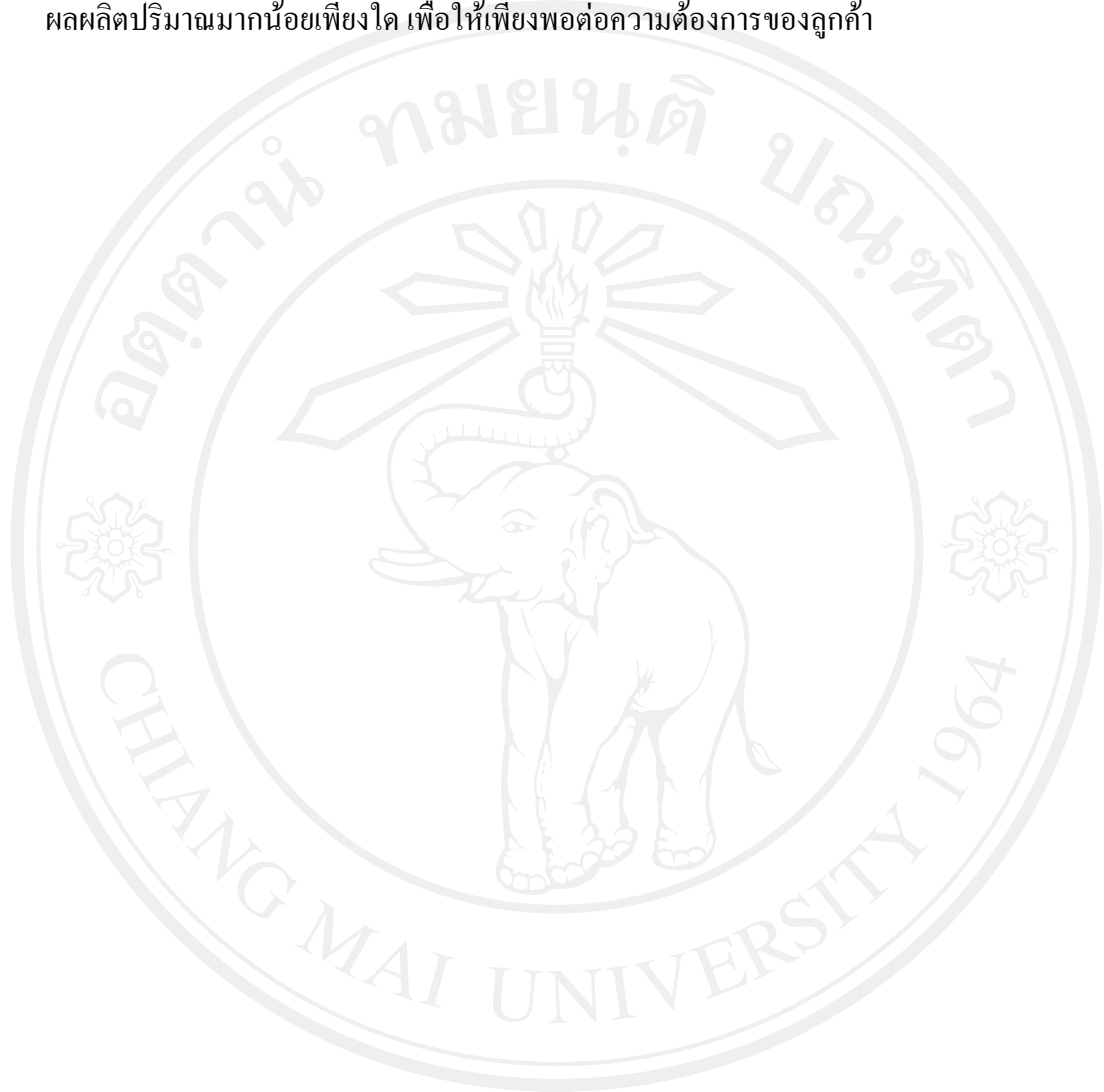 ผลผลิตปริมาณมากน้อยเพียงใด เพื่อให้เพียงพอต่อความต้องการของลูกค้า
อตฺตานํ ทมยนฺติ ปณฺฑิตา
CHIANG MAI UNIVERSITY 1964